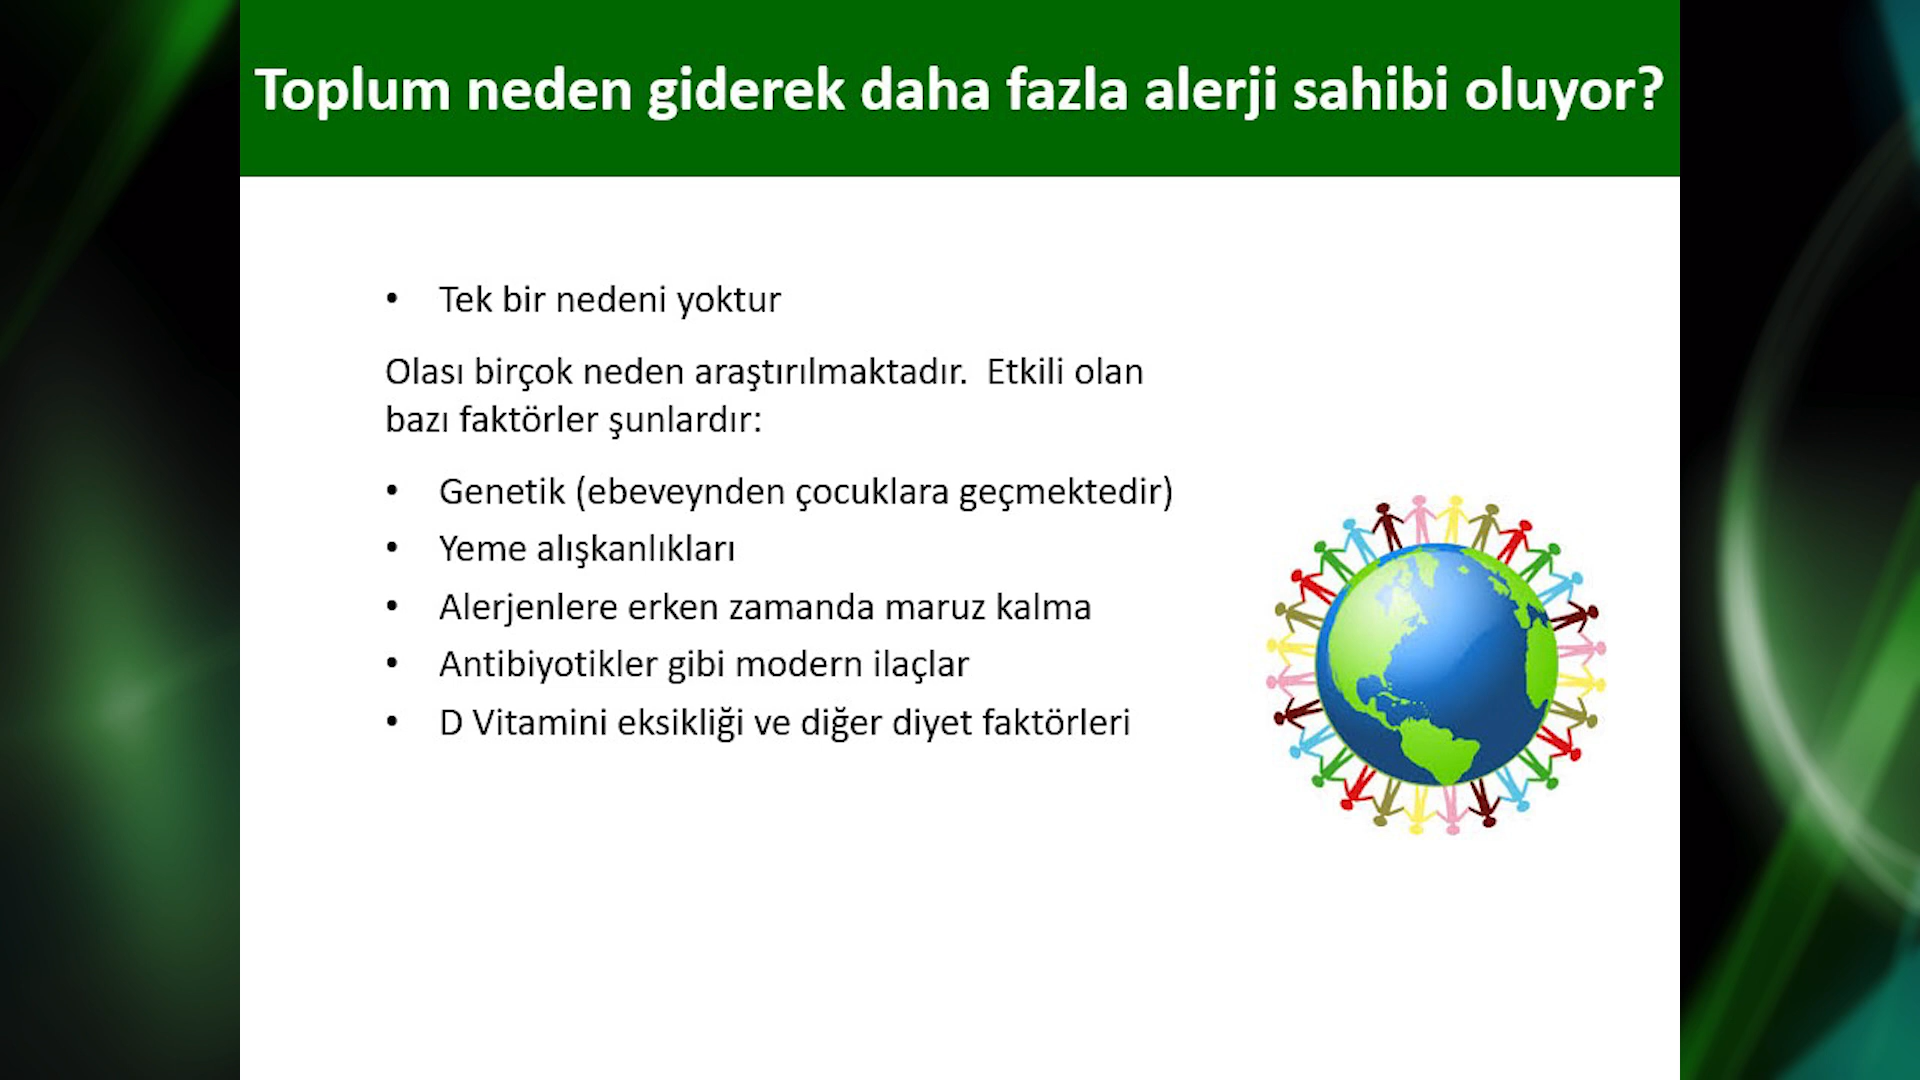 Toplum neden giderek daha fazla alerji sahibi oluyor?
• Tek bir nedeni yoktur
Olası birçok neden araştırılmaktadır.  Etkili olan
bazı faktörler şunlardır:
• Genetik (ebeveynden çocuklara geçmektedir)
• Yeme alışkanlıkları
• Alerjenlere erken zamanda maruz kalma
• Antibiyotikler gibi modern ilaçlar
• D Vitamini eksikliği ve diğer diyet faktörleri